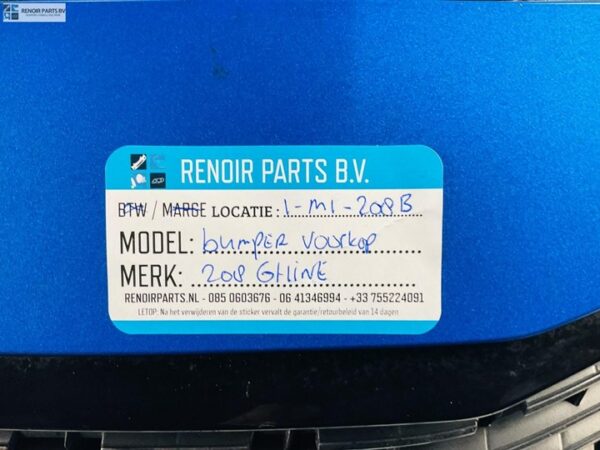 RENOIR PARTS BV
RENOIR PARTS B.V.
BTW / MARGE LOCATIE : 1-M1-208B
MODEL: bumper voorkop
MERK: 208 GTLINE
RENOIRPARTS.NL - 085 0603676 - 06 41346994 - +33 755224091
LETOP: Na het verwijderen van de sticker vervalt de garantie/retourbeleid van 14 dagen